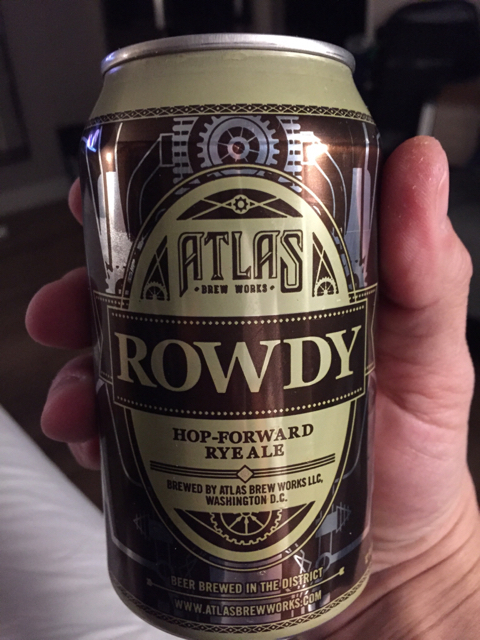 ATLAS
• BREW WORKS •
ROWDY
HOP-FORWARD
RYE ALE
BREWED BY ATLAS BREW WORKS LLC,
WASHINGTON D.C.
BEER BREWED IN THE DISTRICT
WWW.ATLASBREWWORKS.COM